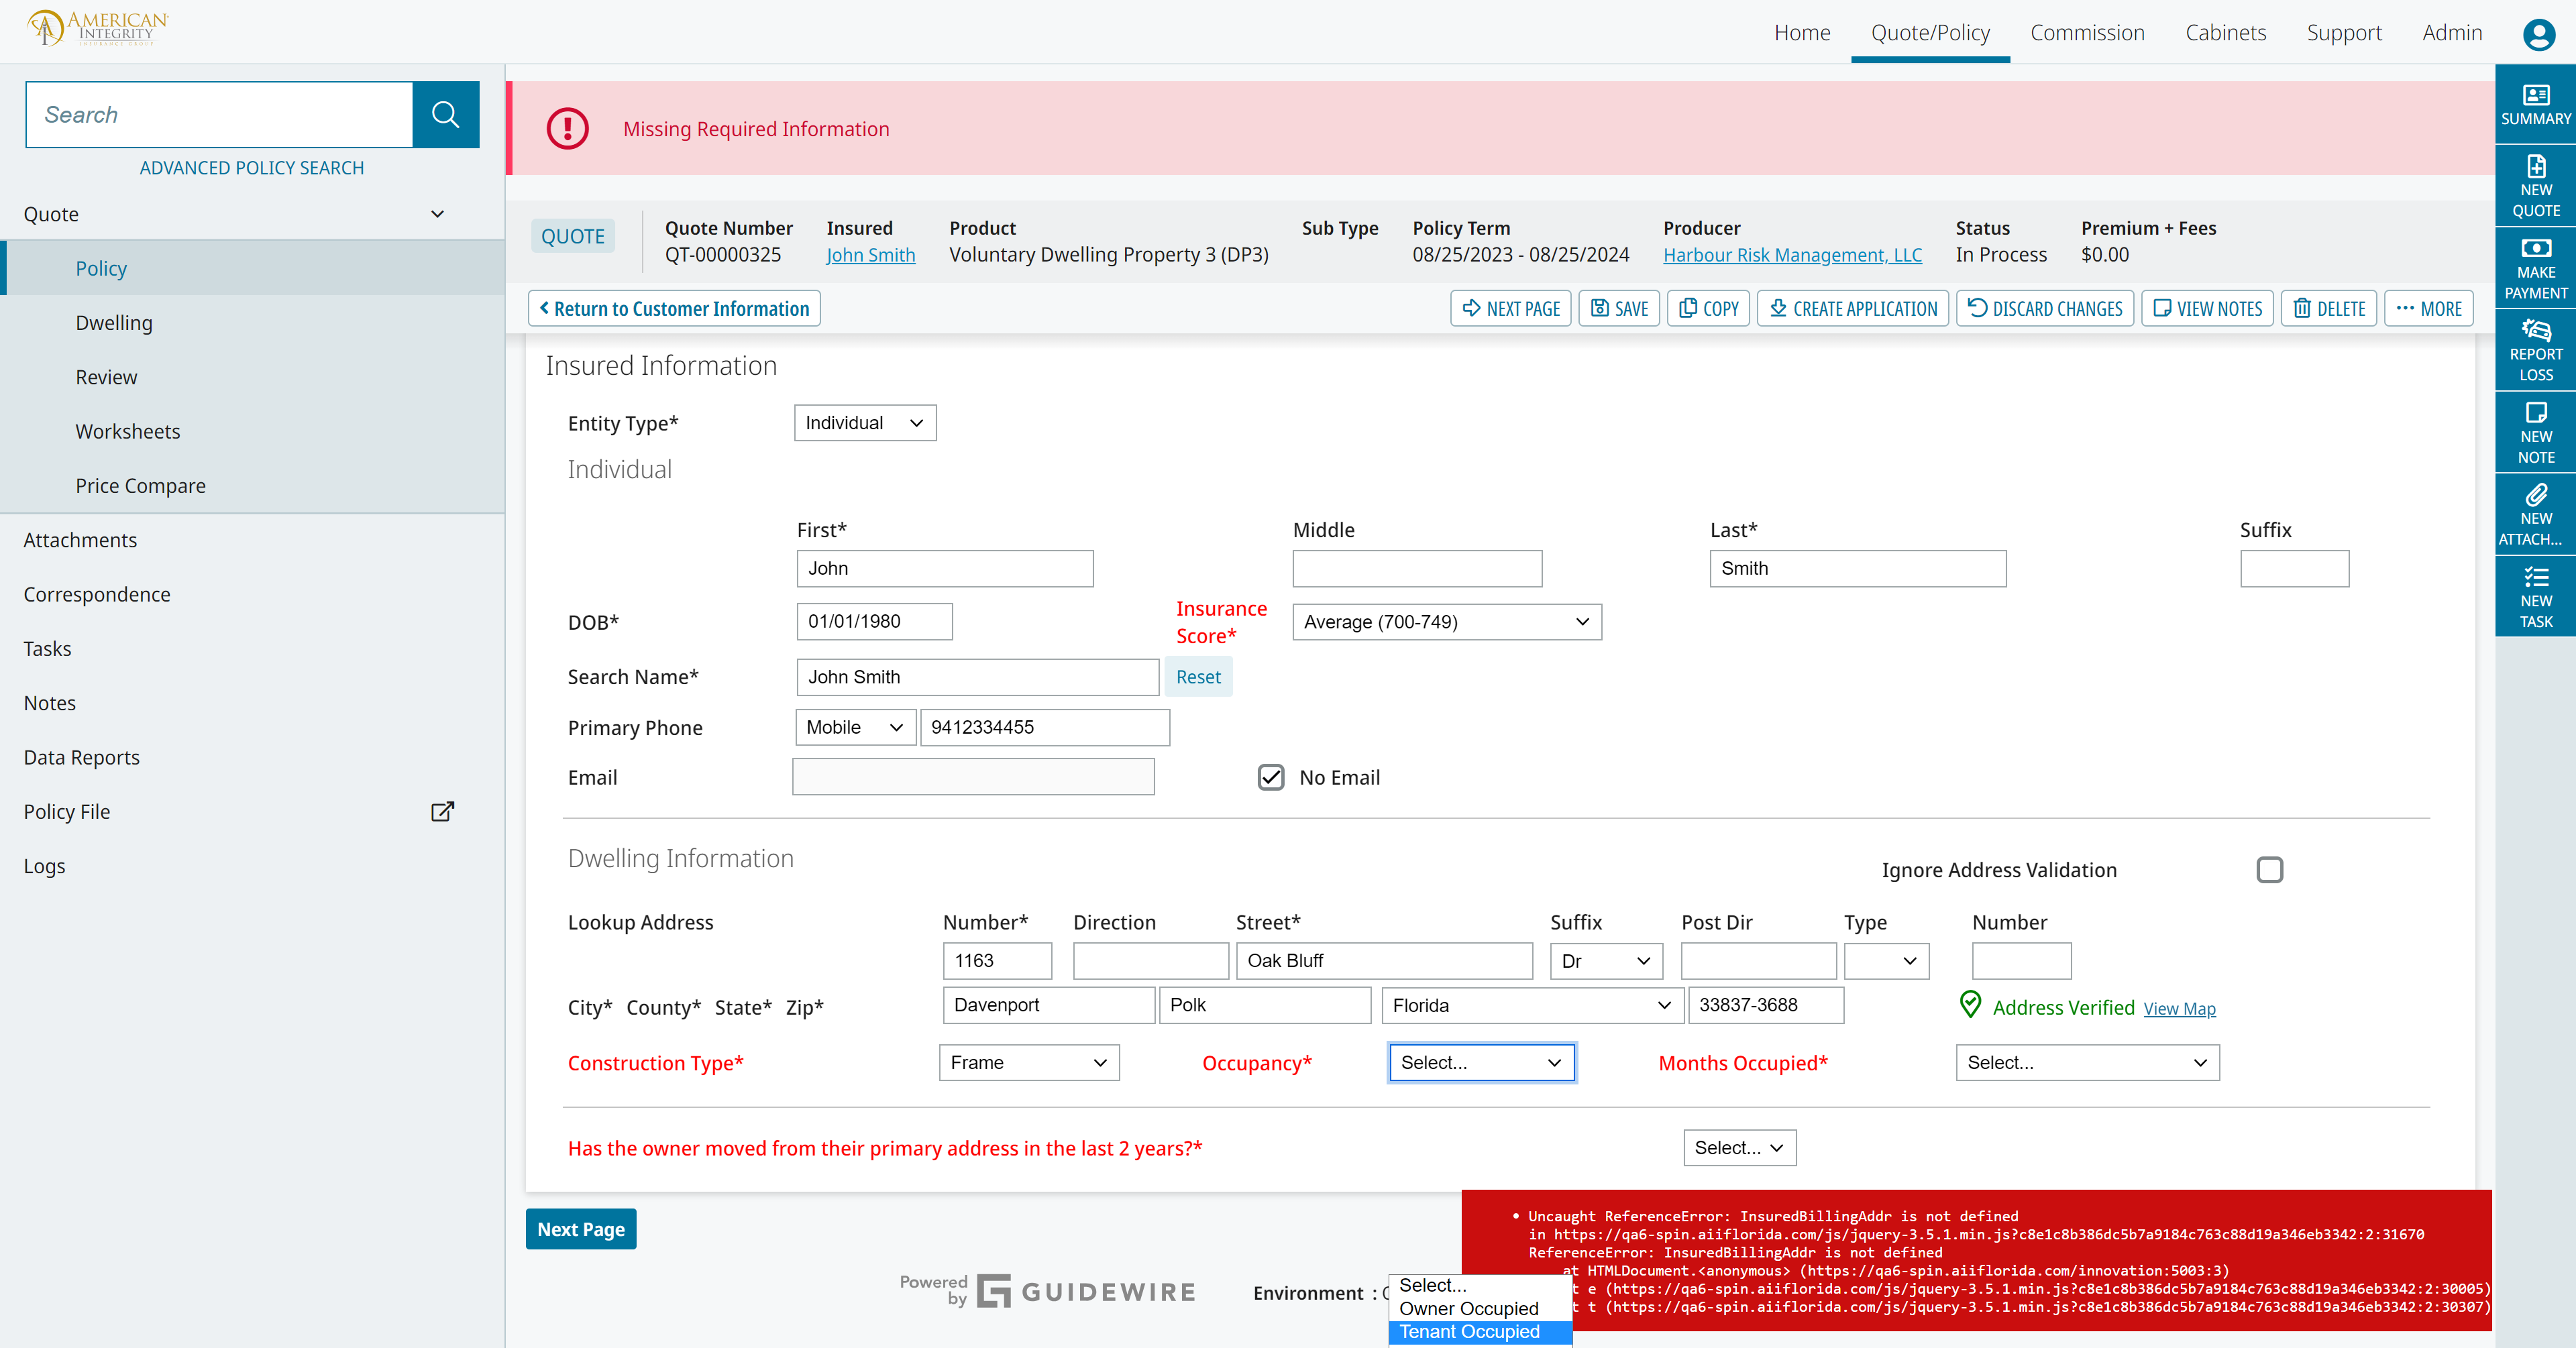 AMERICAN
INTEGRITY
INSURANCE GROUP
Home
Quote/Policy
Commission
Cabinets
Support
Admin
Search
ADVANCED POLICY SEARCH
Quote
Policy
Dwelling
Review
Worksheets
Price Compare
Attachments
Correspondence
Tasks
Notes
Data Reports
Policy File
Logs
Missing Required Information
QUOTE
Quote Number Insured Product Sub Type Policy Term Producer Status Premium + Fees
QT-00000325 John Smith Voluntary Dwelling Property 3 (DP3) 08/25/2023 - 08/25/2024 Harbour Risk Management, LLC In Process $0.00
Return to Customer Information
NEXT PAGE
SAVE
COPY
CREATE APPLICATION
DISCARD CHANGES
VIEW NOTES
DELETE
MORE
Insured Information
Entity Type* Individual
Individual
First* Middle Last* Suffix
John Smith
DOB* 01/01/1980 Insurance Score* Average (700-749)
Search Name* John Smith Reset
Primary Phone Mobile 9412334455
Email No Email
Dwelling Information
Ignore Address Validation
Lookup Address Number* Direction Street* Suffix Post Dir Type Number
1163 Oak Bluff Dr
City* County* State* Zip* Davenport Polk Florida 33837-3688 Address Verified View Map
Construction Type* Frame Occupancy* Select... Months Occupied* Select...
Has the owner moved from their primary address in the last 2 years?* Select...
Next Page
Powered by GUIDEWIRE
Environment :
Select...
Owner Occupied
Tenant Occupied
• Uncaught ReferenceError: InsuredBillingAddr is not defined
in https://qa6-spin.aiiflorida.com/js/jquery-3.5.1.min.js?c8e1c8b386dc5b7a9184c763c88d19a346eb3342:2:31670
ReferenceError: InsuredBillingAddr is not defined
at HTMLDocument.<anonymous> (https://qa6-spin.aiiflorida.com/innovation:5003:3)
t e (https://qa6-spin.aiiflorida.com/js/jquery-3.5.1.min.js?c8e1c8b386dc5b7a9184c763c88d19a346eb3342:2:30005)
t t (https://qa6-spin.aiiflorida.com/js/jquery-3.5.1.min.js?c8e1c8b386dc5b7a9184c763c88d19a346eb3342:2:30307)
SUMMARY
NEW
QUOTE
MAKE
PAYMENT
REPORT
LOSS
NEW
NOTE
NEW
ATTACH...
NEW
TASK